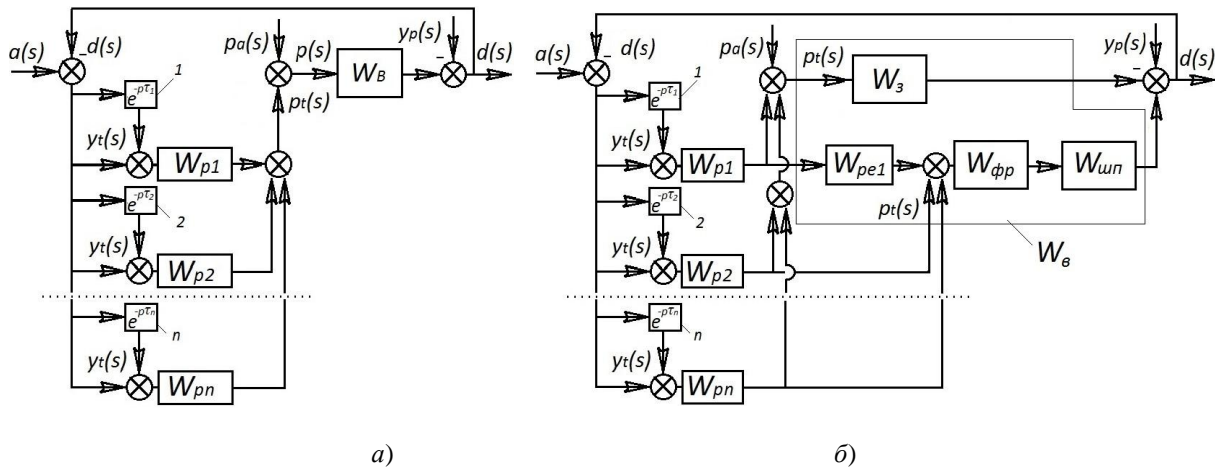 a(s)
d(s)
1
e^-pτ1
yt(s)
Wp1
e^-pτ2
2
yt(s)
Wp2
e^-pτn
n
yt(s)
Wpn
pa(s)
p(s)
WB
pt(s)
yp(s)
d(s)
a)
a(s)
d(s)
1
e^-pτ1
yt(s)
Wp1
e^-pτ2
2
yt(s)
Wp2
e^-pτn
n
yt(s)
Wpn
pa(s)
pt(s)
Wз
Wpe1
pt(s)
Wфр
Wшп
yp(s)
d(s)
Wв
б)